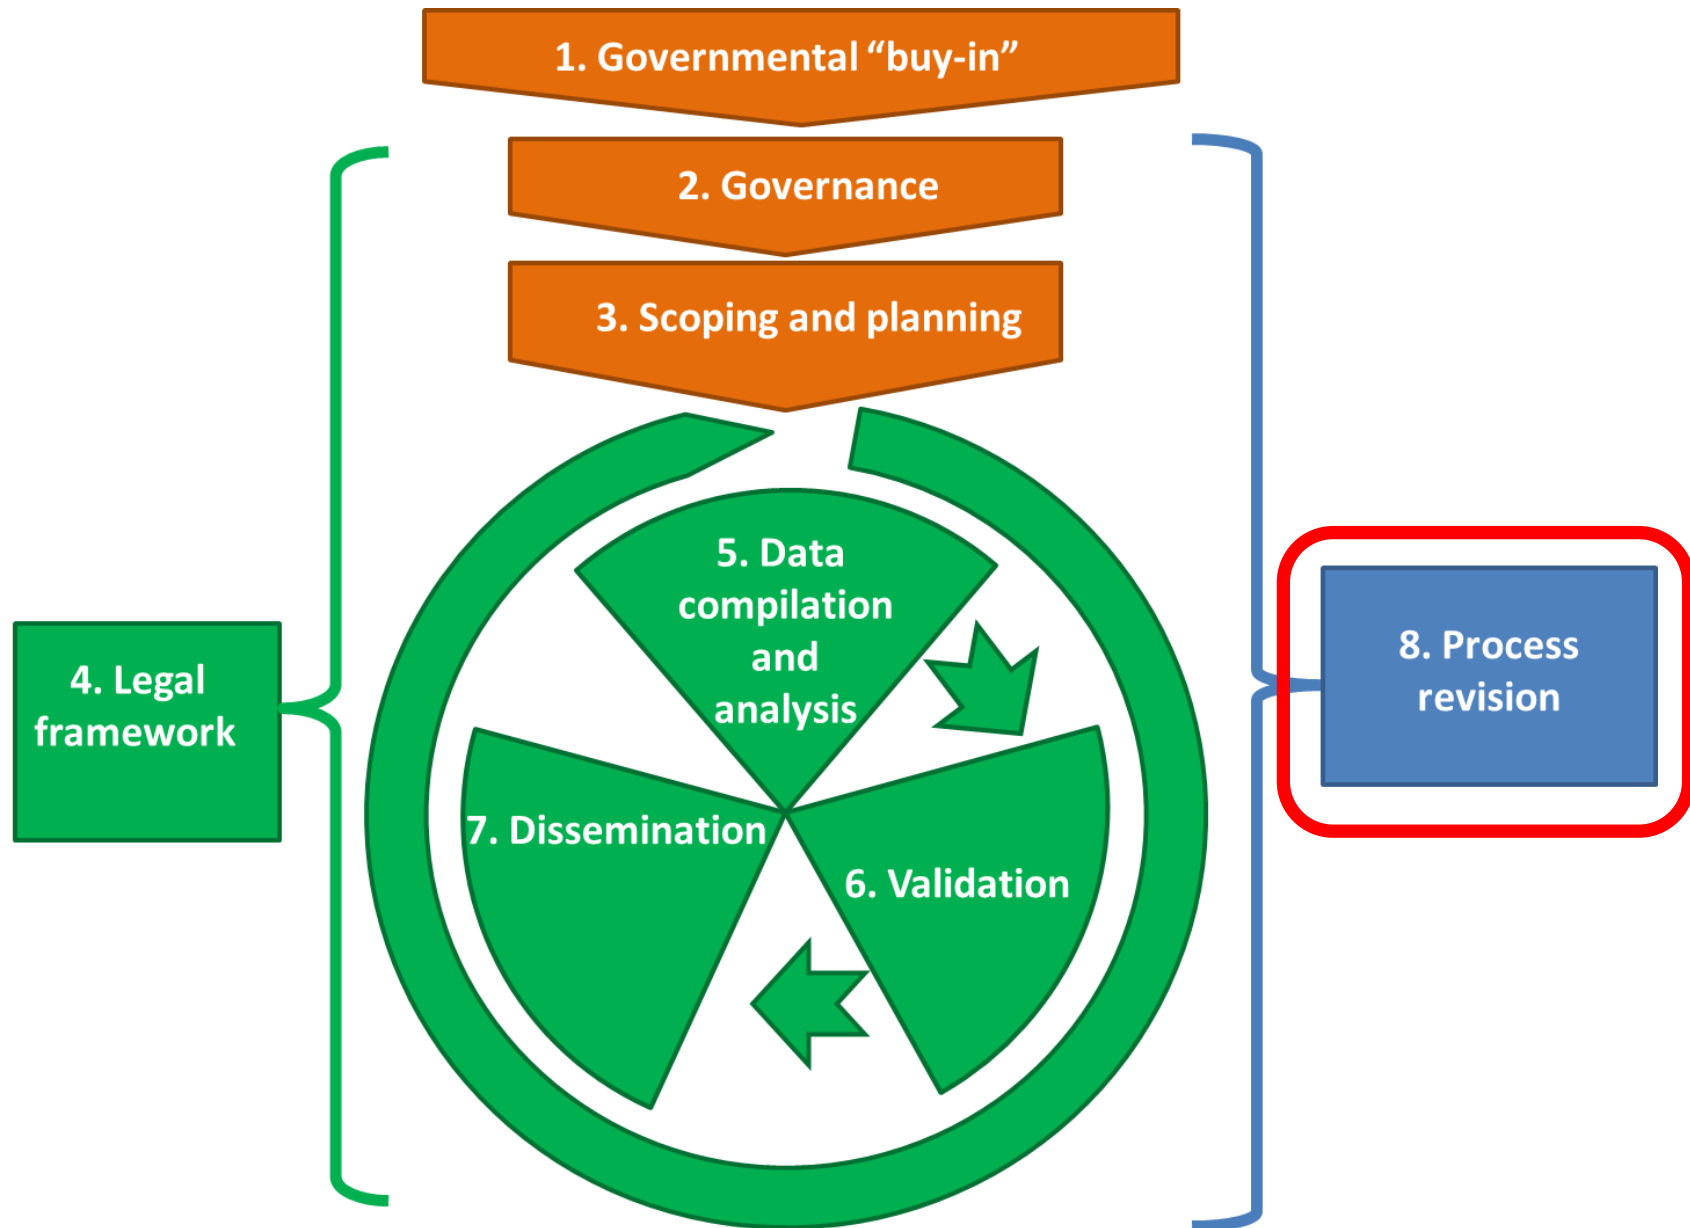 1. Governmental “buy-in”
2. Governance
3. Scoping and planning
4. Legal
framework
5. Data
compilation
and
analysis
6. Validation
7. Dissemination
8. Process
revision